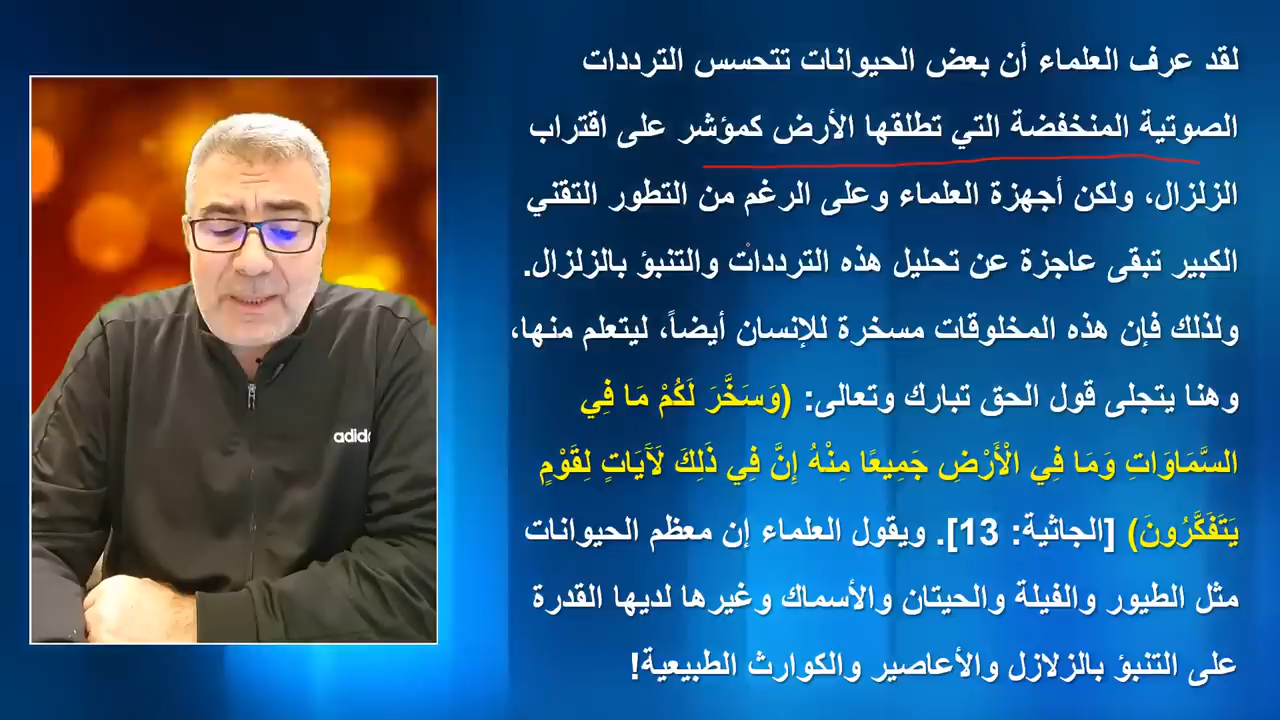 لقد عرف العلماء أن بعض الحيوانات تتحسس الترددات
الصوتية المنخفضة التي تطلقها الأرض كمؤشر على اقتراب
الزلزال، ولكن أجهزة العلماء وعلى الرغم من التطور التقني
الكبير تبقى عاجزة عن تحليل هذه الترددات والتنبؤ بالزلزال.
ولذلك فإن هذه المخلوقات مسخرة للإنسان أيضاً، ليتعلم منها،
وهنا يتجلى قول الحق تبارك وتعالى: (وَسَخَّرَ لَكُمْ مَا فِي
السَّمَاوَاتِ وَمَا فِي الْأَرْضِ جَمِيعًا مِنْهُ إِنَّ فِي ذَلِكَ لَآَيَاتٍ لِقَوْمٍ
يَتَفَكَّرُونَ) [الجاثية: 13]. ويقول العلماء إن معظم الحيوانات
مثل الطيور والفيلة والحيتان والأسماك وغيرها لديها القدرة
على التنبؤ بالزلازل والأعاصير والكوارث الطبيعية!